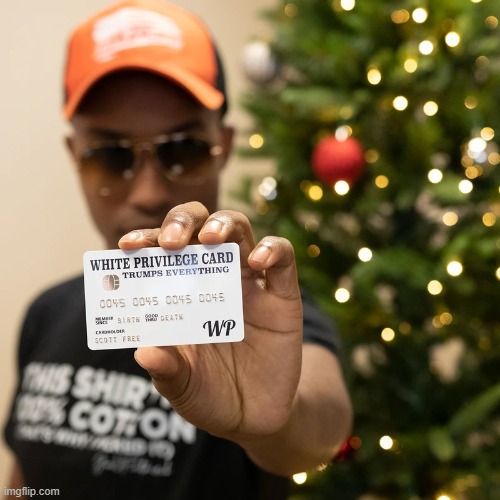 WHITE PRIVILEGE CARD
TRUMPS EVERYTHING
0045 0045 0045 0045
MEMBER SINCE BIRTH GOOD THRU DEATH
CARDHOLDER
SCOTT FREE
WP
THIS SHIRT
100% COTTON
imgflip.com